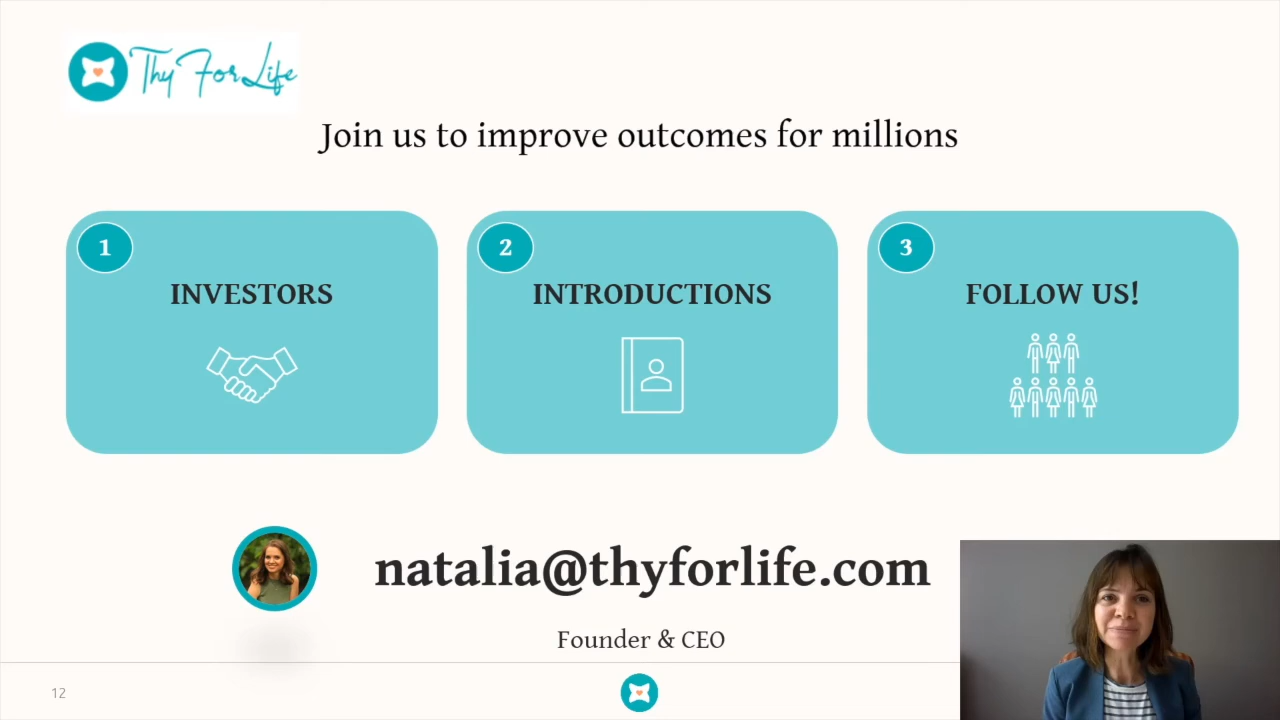 Thy For Life
Join us to improve outcomes for millions
1
INVESTORS
2
INTRODUCTIONS
3
FOLLOW US!
natalia@thyforlife.com
Founder & CEO
12